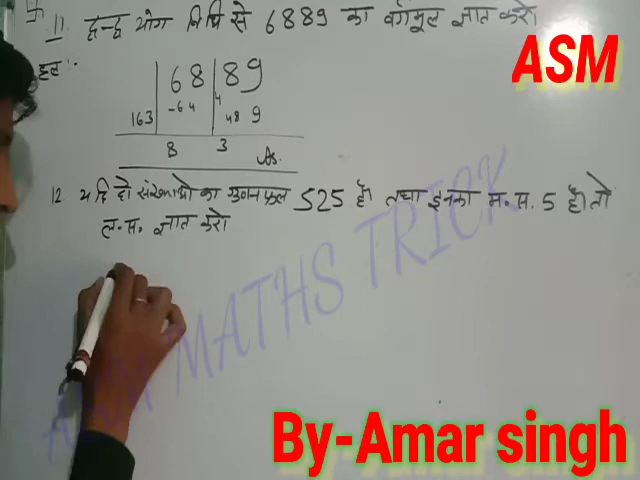 11. द्वन्द्व योग विधि से 6889 का वर्गमूल ज्ञात करो
ASM
हल :-
68 89
163 -64 4 48 9
8 3 As.
12 यदि दो संख्याओ का गुणनफल 525 है। तथा इनका म.स. 5 है। तो
ल.स. ज्ञात करो
ASM MATHS TRICK
By-Amar singh